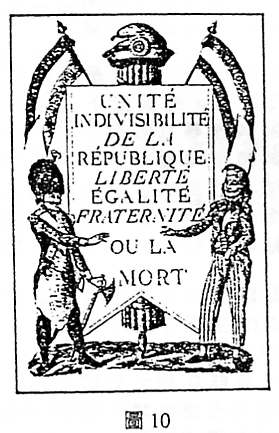 UNITÉ
INDIVISIBILITÉ
DE LA
RÉPUBLIQUE
LIBERTÉ
ÉGALITÉ
FRATERNITÉ
OU LA
MORT
圖 10